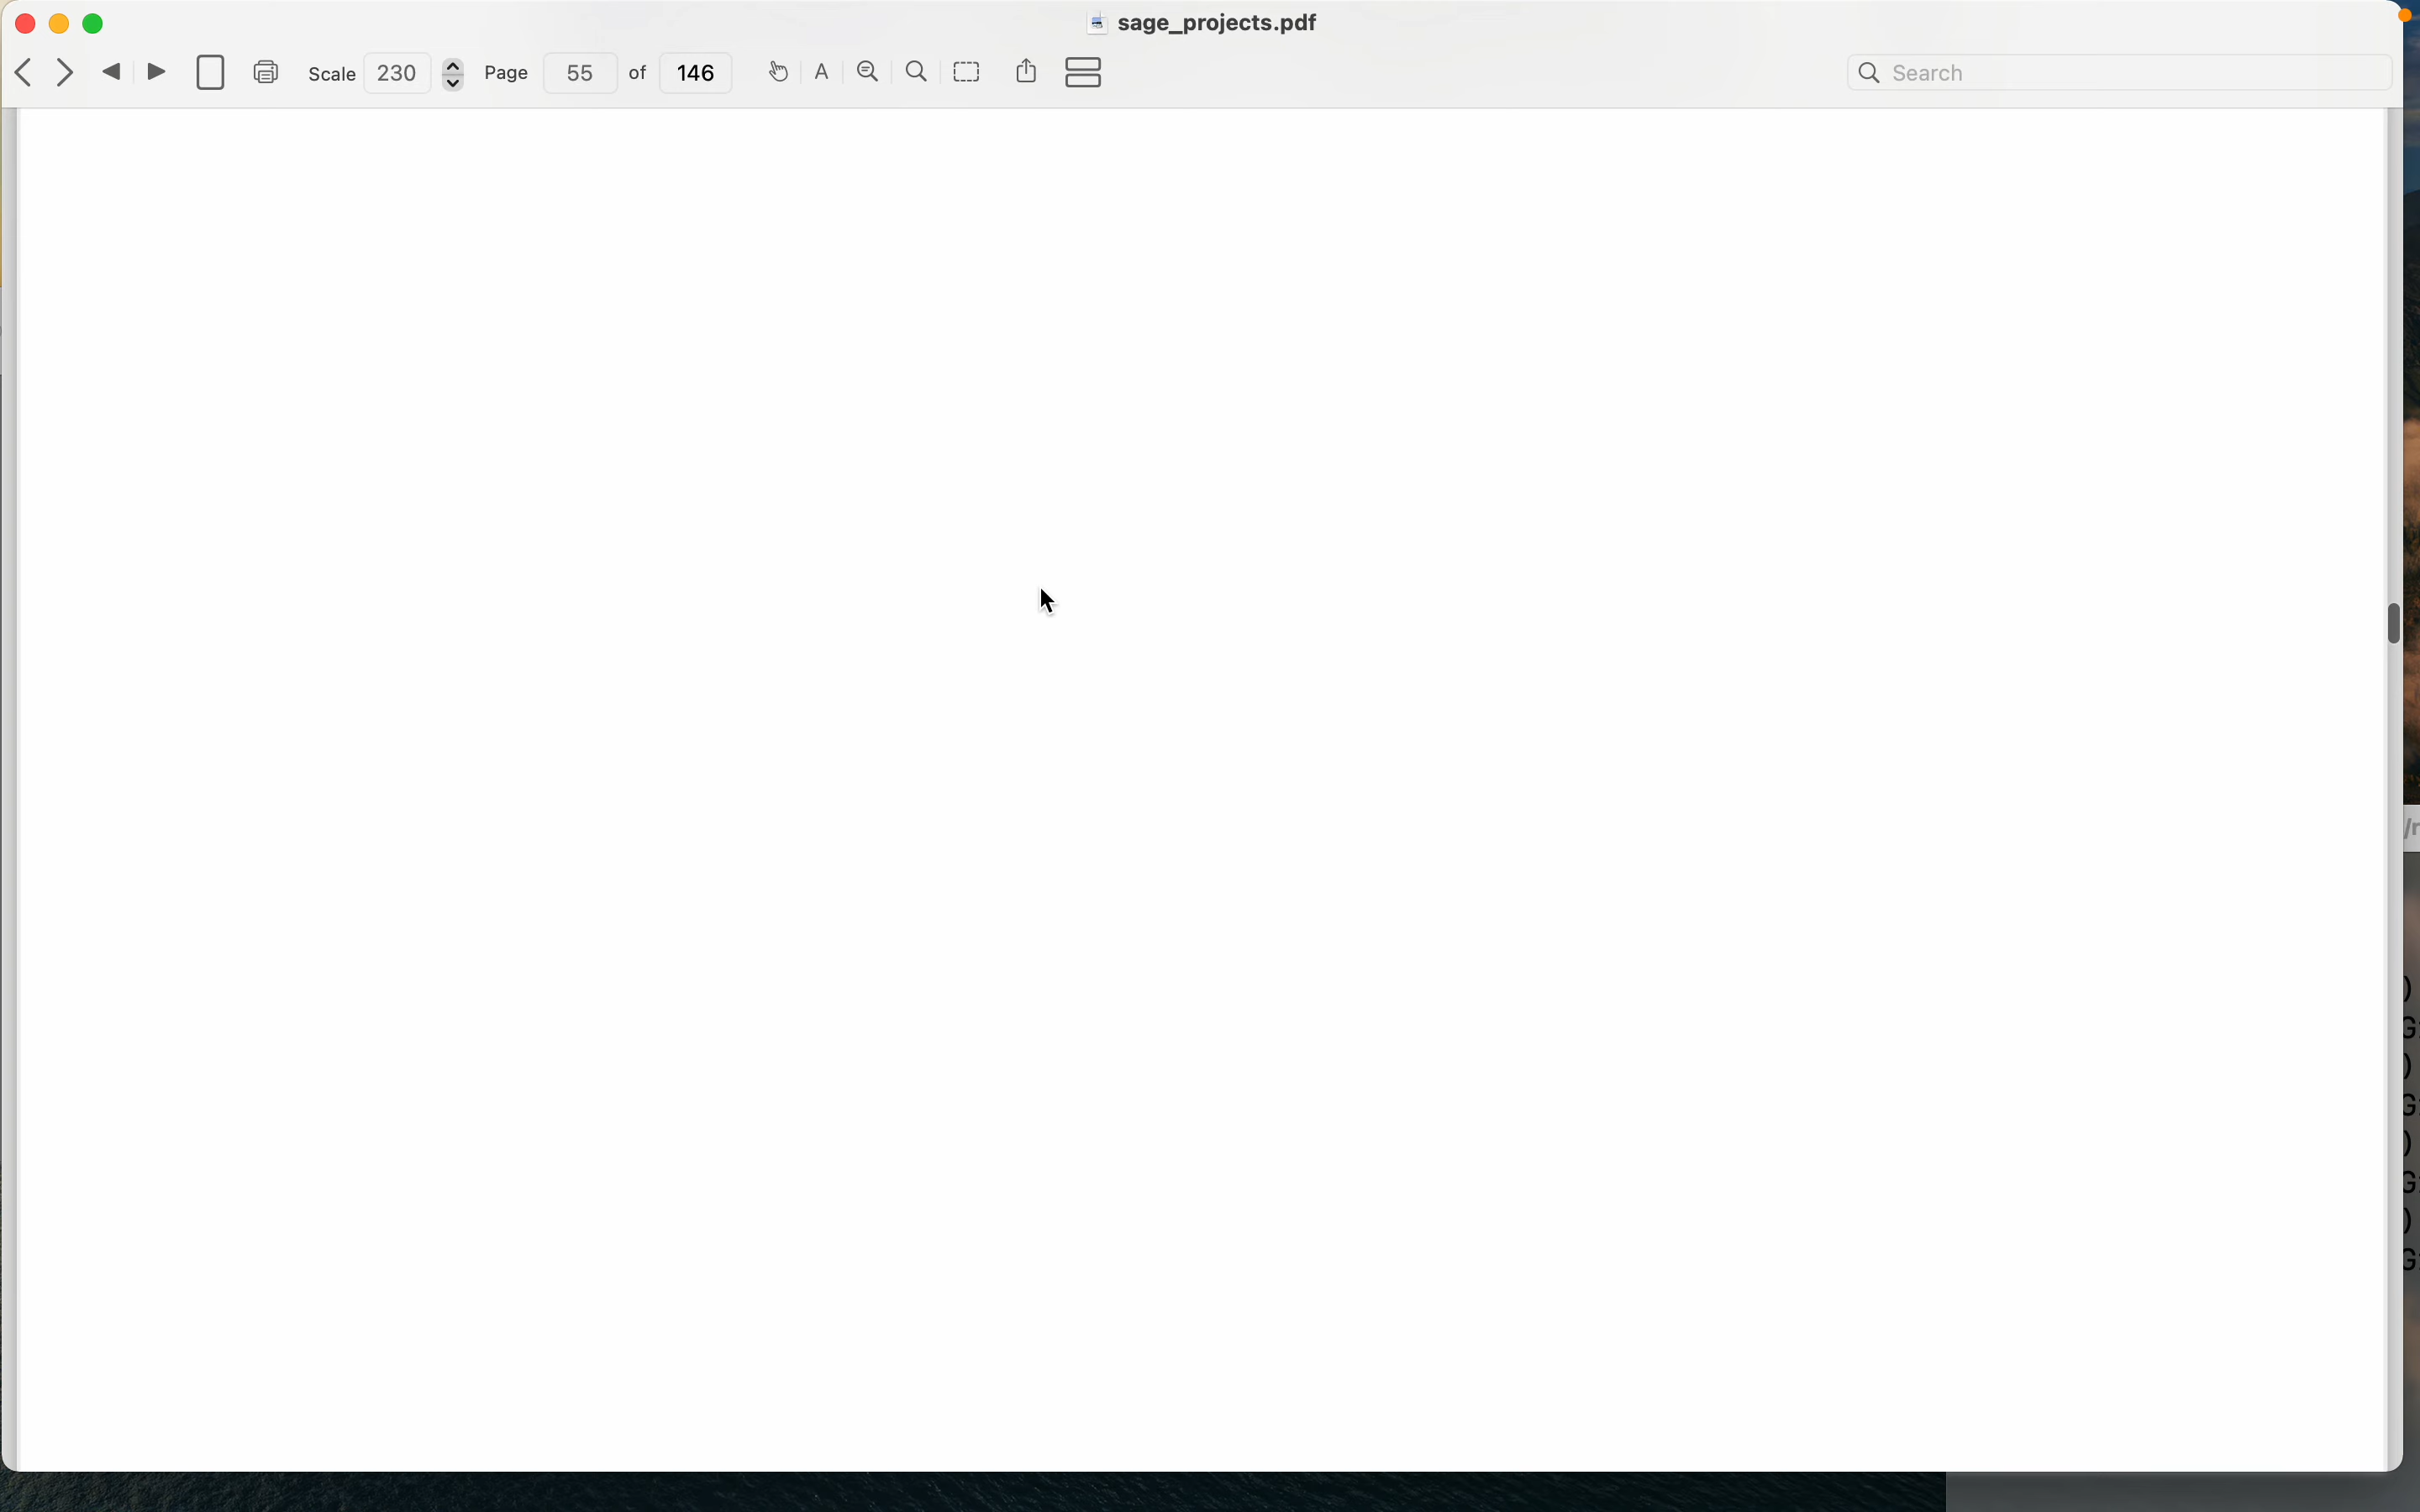 sage_projects.pdf
Scale 230 Page 55 of 146 A Search
/r
)
G
)
G
)
G
)
G